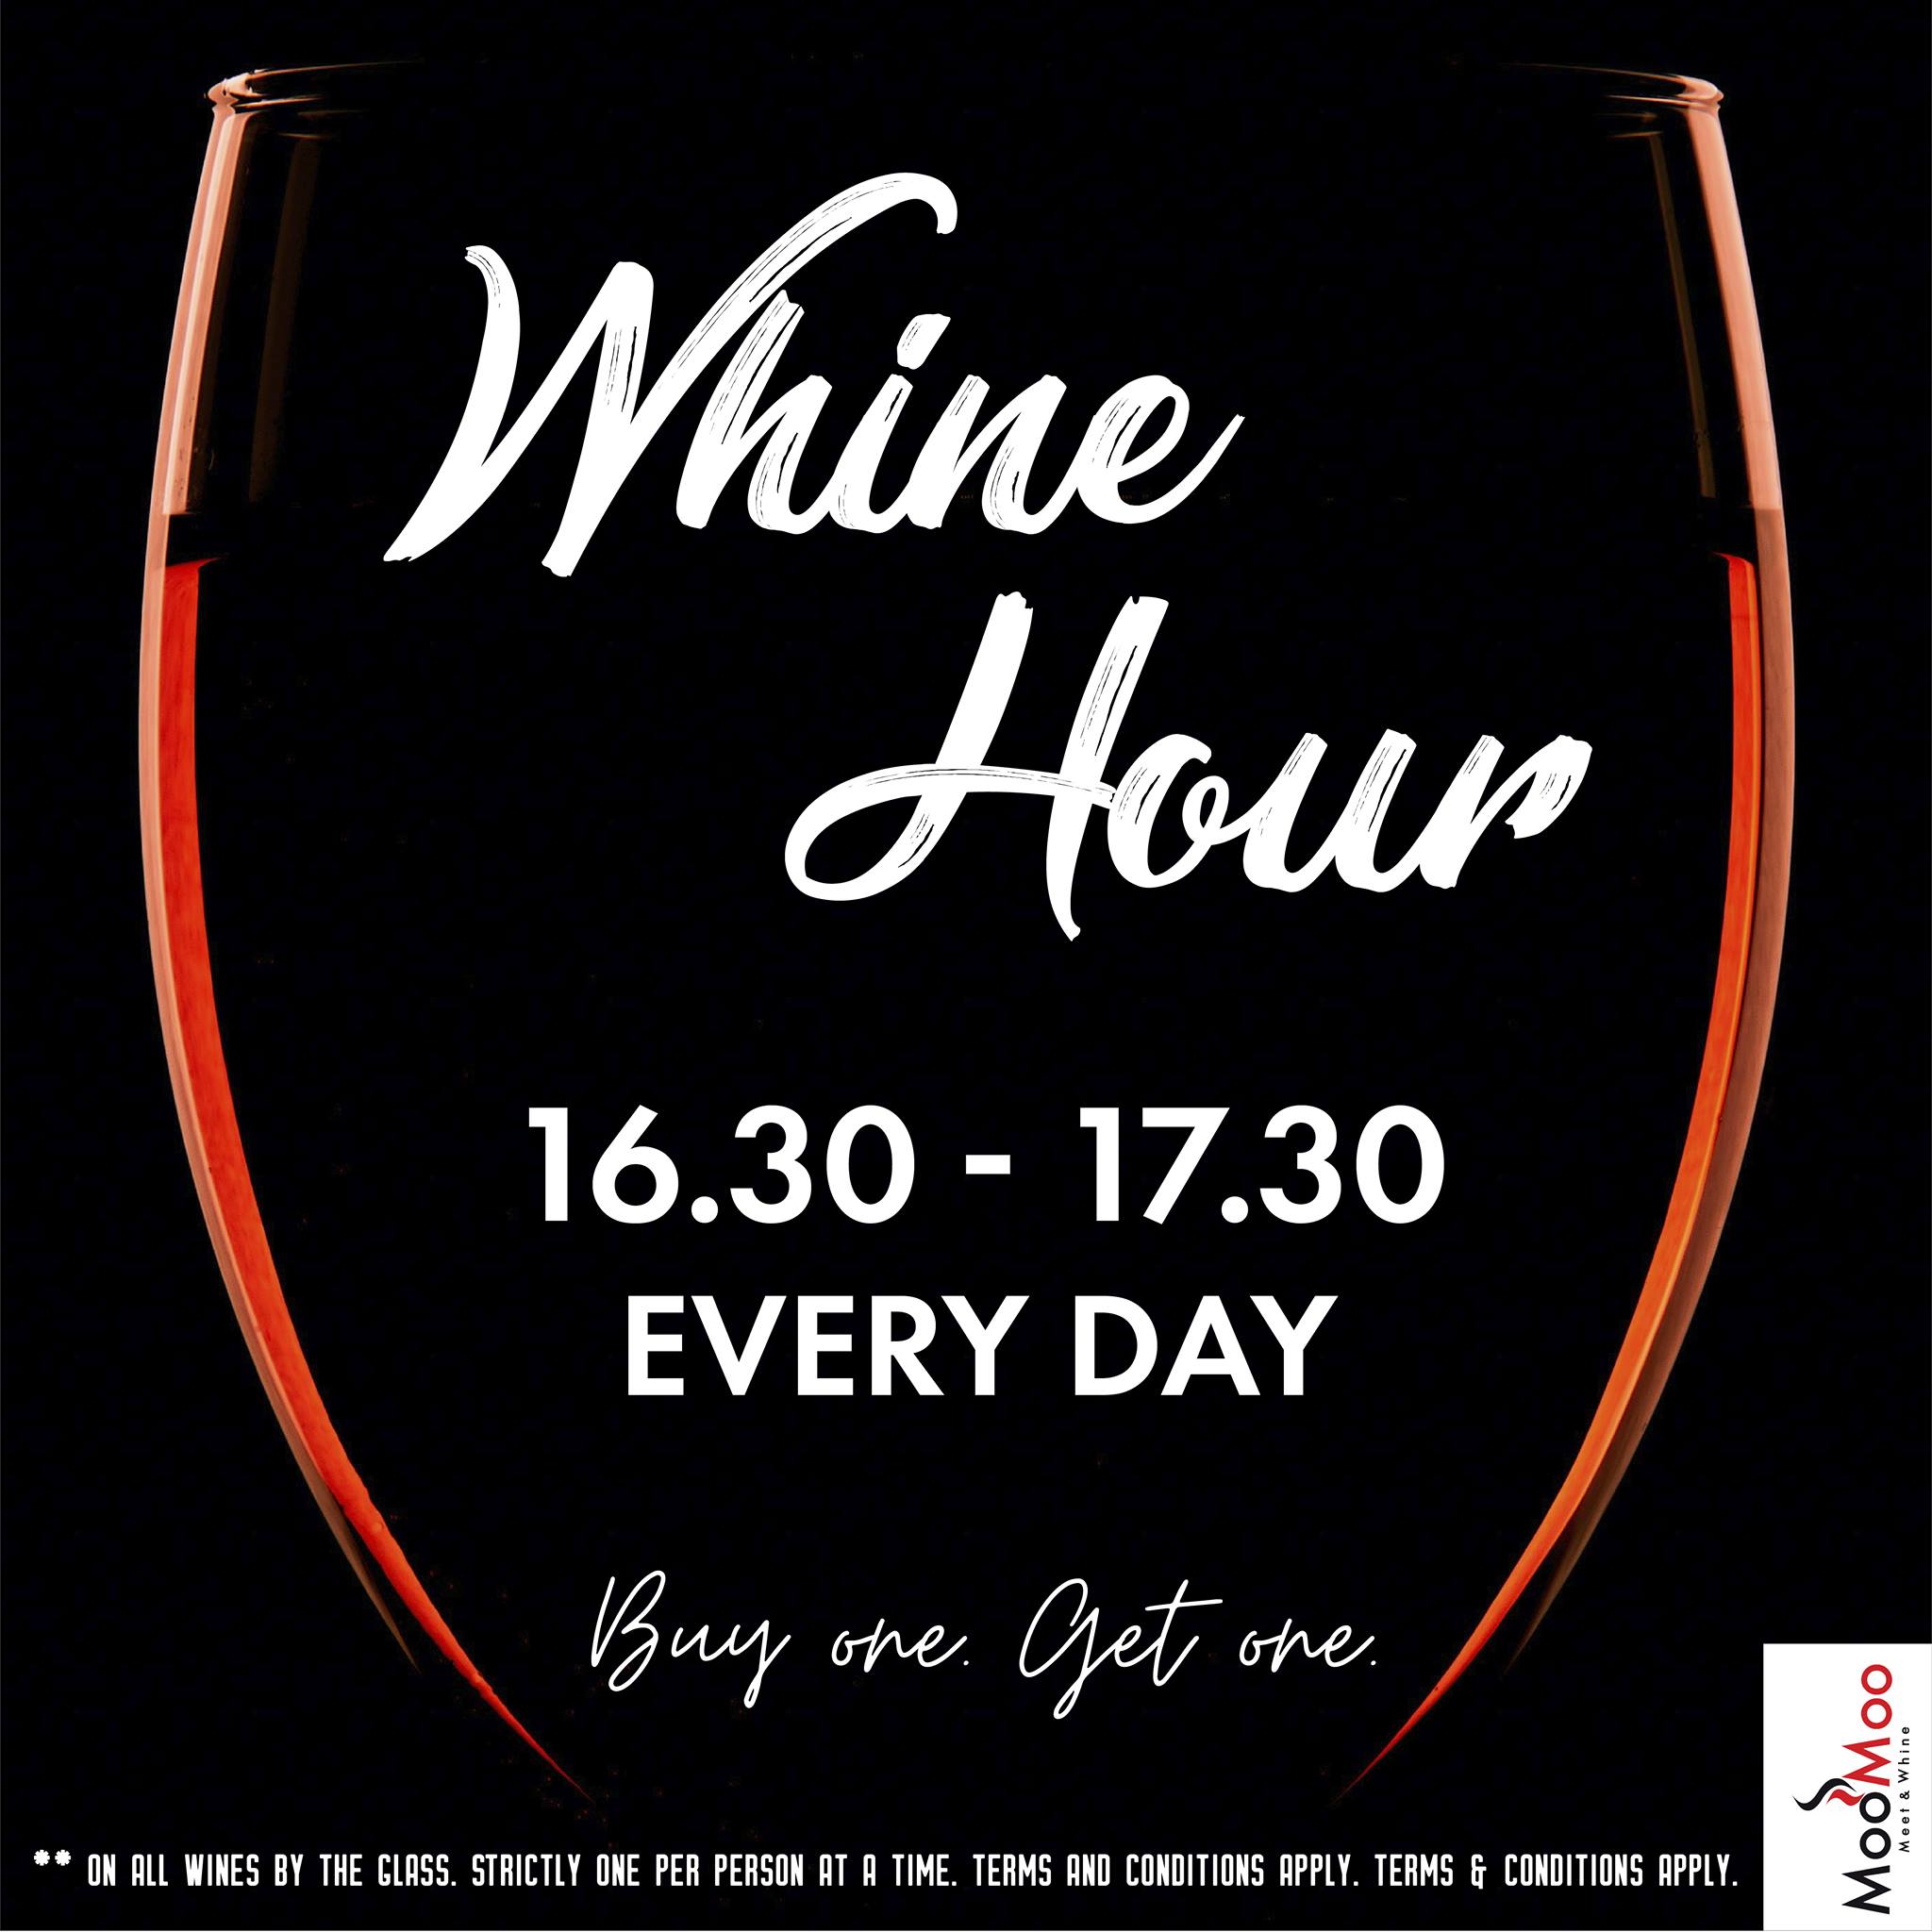 Whine
Hour
16.30 - 17.30
EVERY DAY
Buy one. Get one.
** ON ALL WINES BY THE GLASS. STRICTLY ONE PER PERSON AT A TIME. TERMS AND CONDITIONS APPLY. TERMS & CONDITIONS APPLY.
MooMoo
Meet & Whine